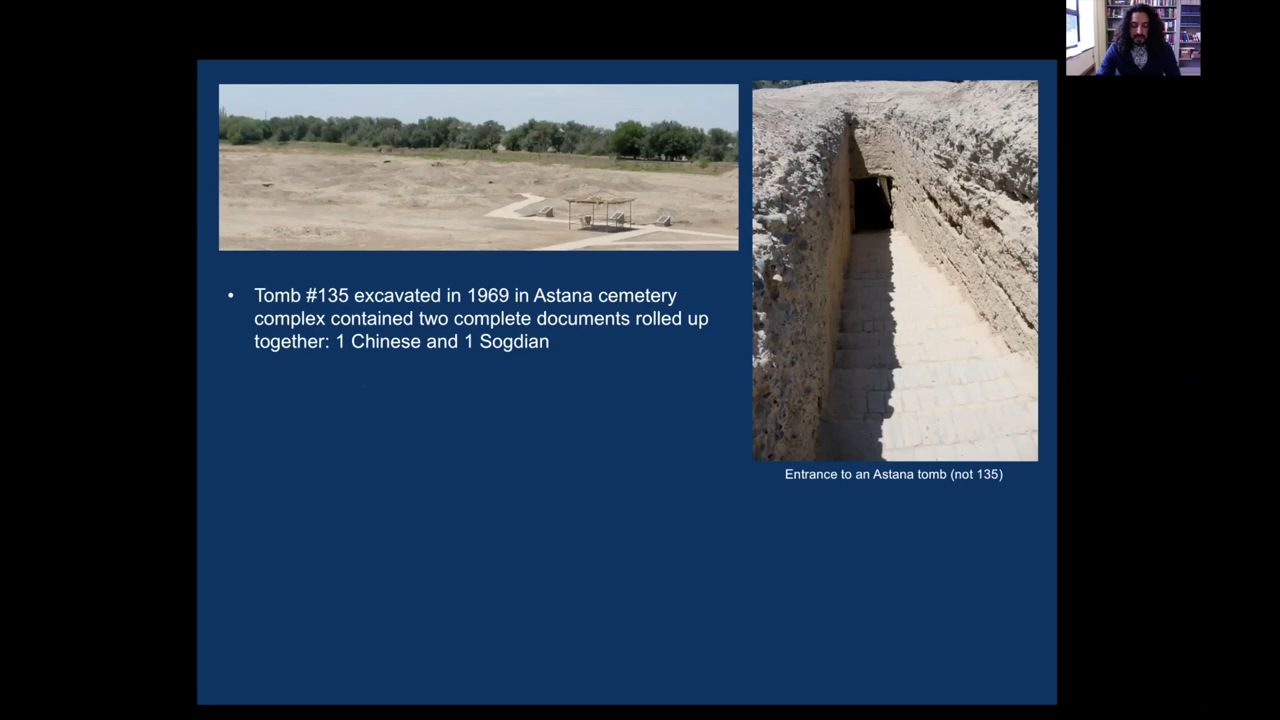 • Tomb #135 excavated in 1969 in Astana cemetery
complex contained two complete documents rolled up
together: 1 Chinese and 1 Sogdian
Entrance to an Astana tomb (not 135)